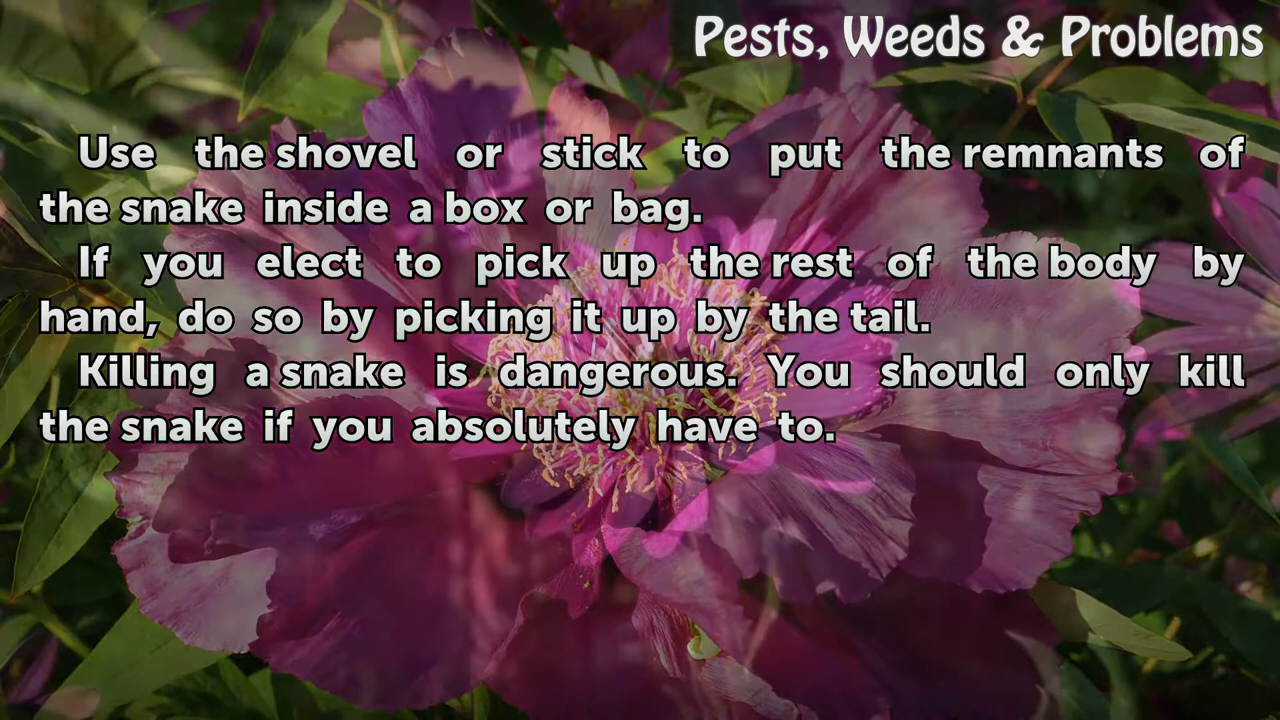 Pests, Weeds & Problems
Use the shovel or stick to put the remnants of
the snake inside a box or bag.
If you elect to pick up the rest of the body by
hand, do so by picking it up by the tail.
Killing a snake is dangerous. You should only kill
the snake if you absolutely have to.